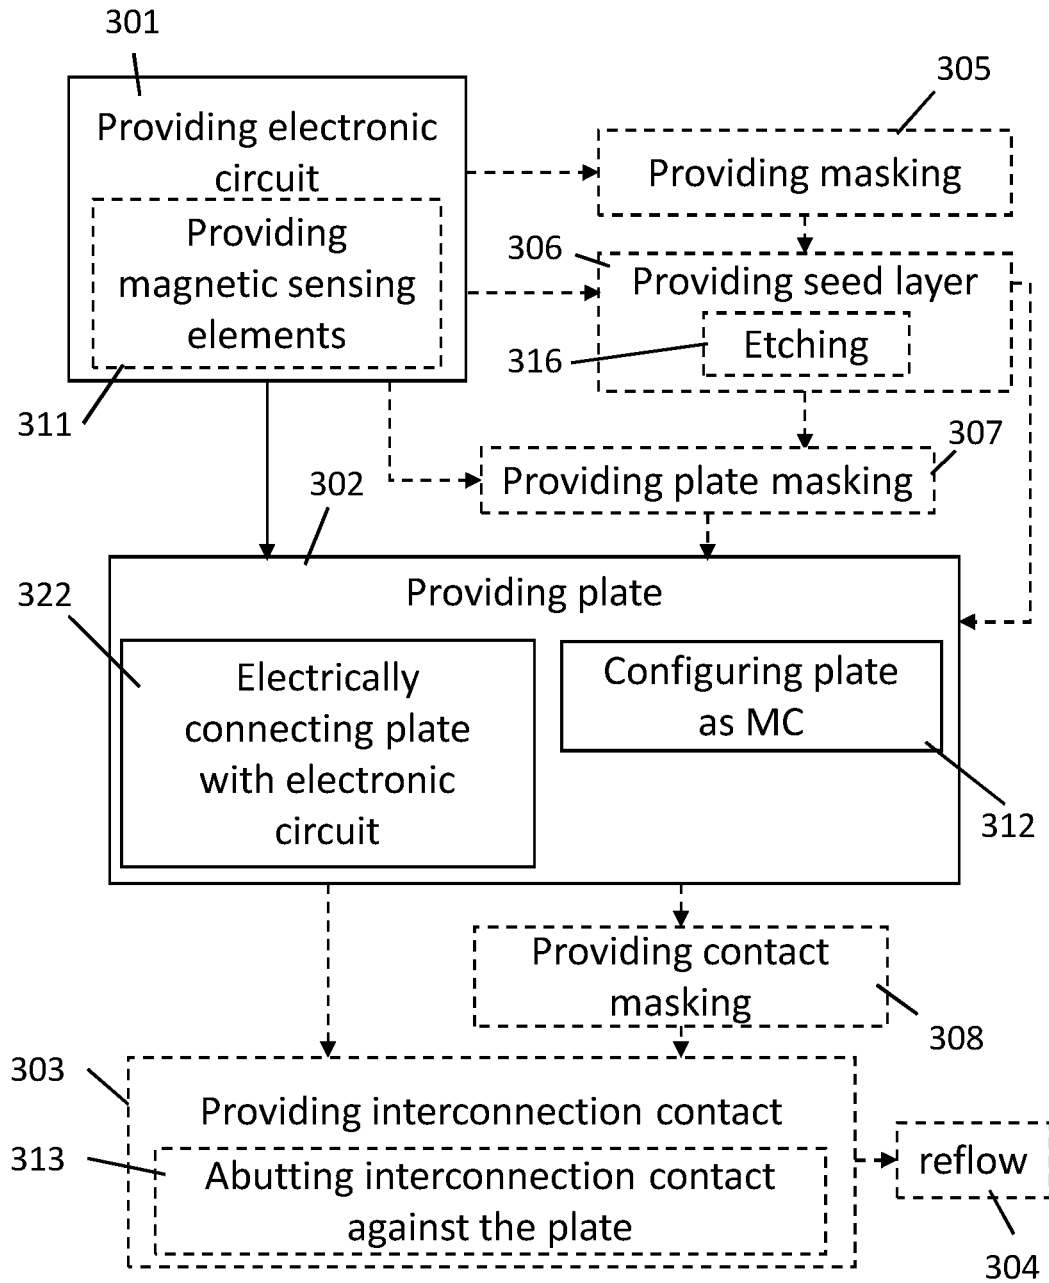 301
305
Providing electronic
circuit
Providing masking
Providing
magnetic sensing
elements
306
Providing seed layer
316
Etching
311
307
Providing plate masking
302
322
Providing plate
Electrically
connecting plate
with electronic
circuit
Configuring plate
as MC
312
Providing contact
masking
308
303
Providing interconnection contact
313
Abutting interconnection contact
against the plate
reflow
304